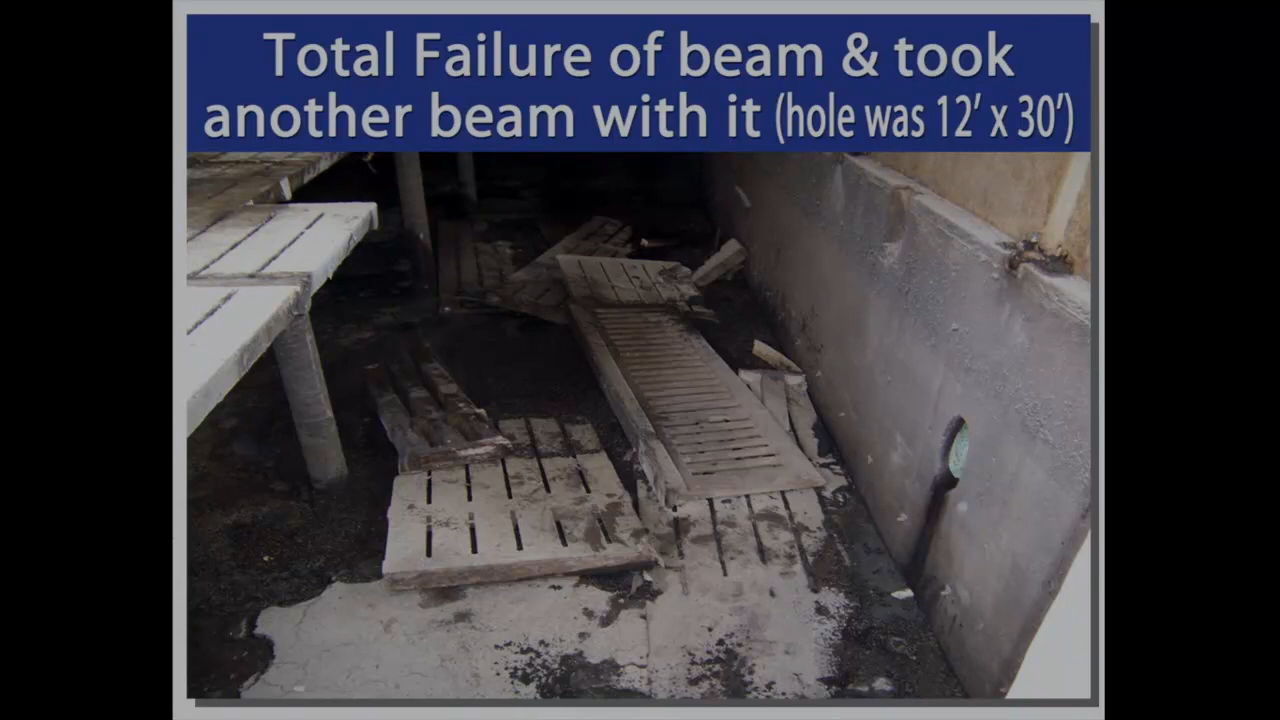 Total Failure of beam & took
another beam with it (hole was 12’ x 30’)